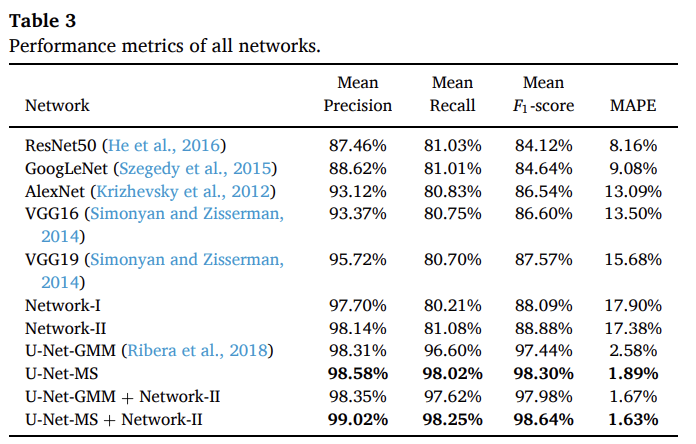 Table 3
Performance metrics of all networks.
Network Mean Precision Mean Recall Mean F1-score MAPE
ResNet50 (He et al., 2016) 87.46% 81.03% 84.12% 8.16%
GoogLeNet (Szegedy et al., 2015) 88.62% 81.01% 84.64% 9.08%
AlexNet (Krizhevsky et al., 2012) 93.12% 80.83% 86.54% 13.09%
VGG16 (Simonyan and Zisserman, 93.37% 80.75% 86.60% 13.50%
2014)
VGG19 (Simonyan and Zisserman, 95.72% 80.70% 87.57% 15.68%
2014)
Network-I 97.70% 80.21% 88.09% 17.90%
Network-II 98.14% 81.08% 88.88% 17.38%
U-Net-GMM (Ribera et al., 2018) 98.31% 96.60% 97.44% 2.58%
U-Net-MS 98.58% 98.02% 98.30% 1.89%
U-Net-GMM + Network-II 98.35% 97.62% 97.98% 1.67%
U-Net-MS + Network-II 99.02% 98.25% 98.64% 1.63%